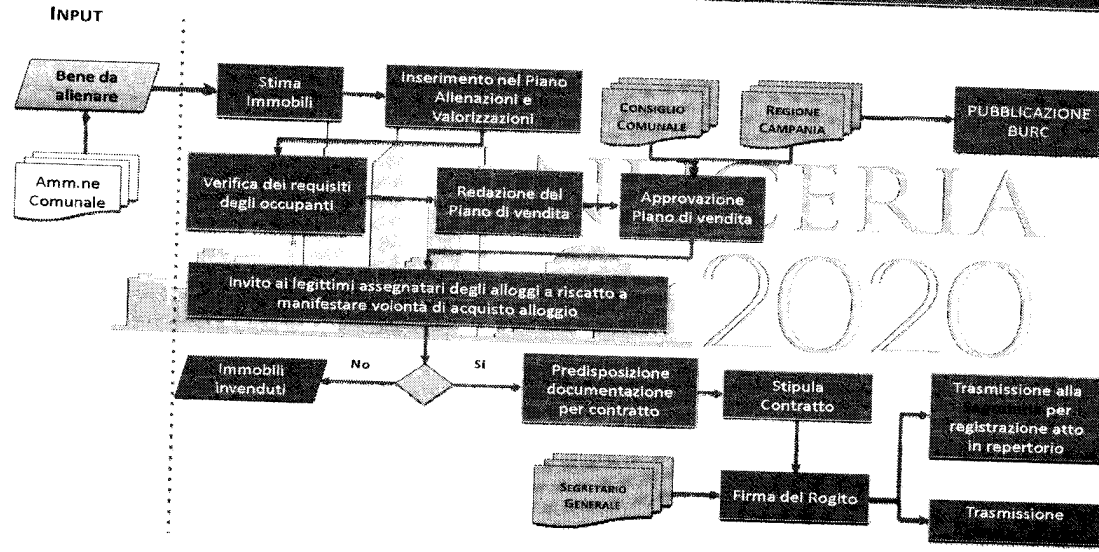 INPUT
Bene da
alienare
Amm.ne
Comunale
Stima
Immobili
Inserimento nel Piano
Alienazioni e
Valorizzazioni
CONSIGLIO
COMUNALE
REGIONE
CAMPANIA
PUBBLICAZIONE
BURC
Verifica dei requisiti
degli occupanti
Redazione del
Piano di vendita
Approvazione
Piano di vendita
CERIA
2020
Invito ai legittimi assegnatari degli alloggi a riscatto a
manifestare volontà di acquisto alloggio
No
Si
Immobili
invenduti
Predisposizione
documentazione
per contratto
Stipula
Contratto
Trasmissione alla
Segreteria per
registrazione atto
in repertorio
SEGRETARIO
GENERALE
Firma del Rogito
Trasmissione